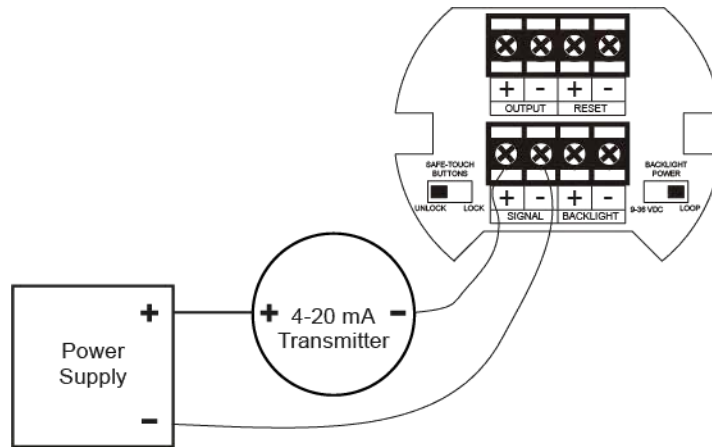 + - + -
OUTPUT RESET
SAFE-TOUCH
BUTTONS
UNLOCK LOCK
+ - + -
SIGNAL BACKLIGHT
BACKLIGHT
POWER
9-36 VDC LOOP
+ 4-20 mA -
Transmitter
+
Power
Supply
-